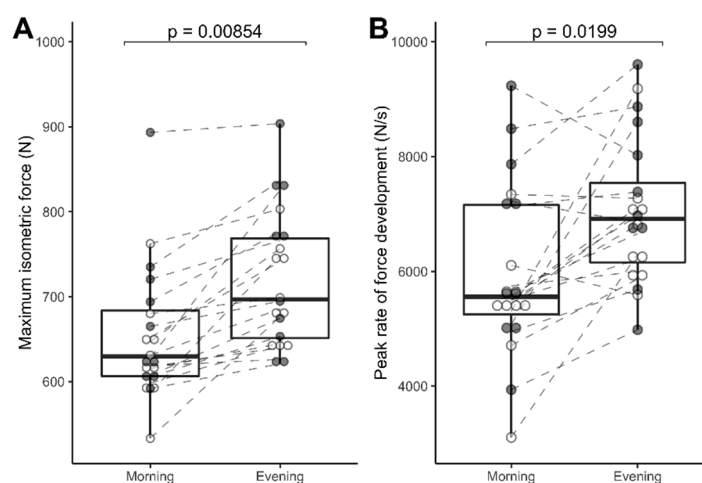 A
p = 0.00854
Maximum isometric force (N)
1000
900
800
700
600
Morning
Evening
B
p = 0.0199
Peak rate of force development (N/s)
10000
8000
6000
4000
Morning
Evening